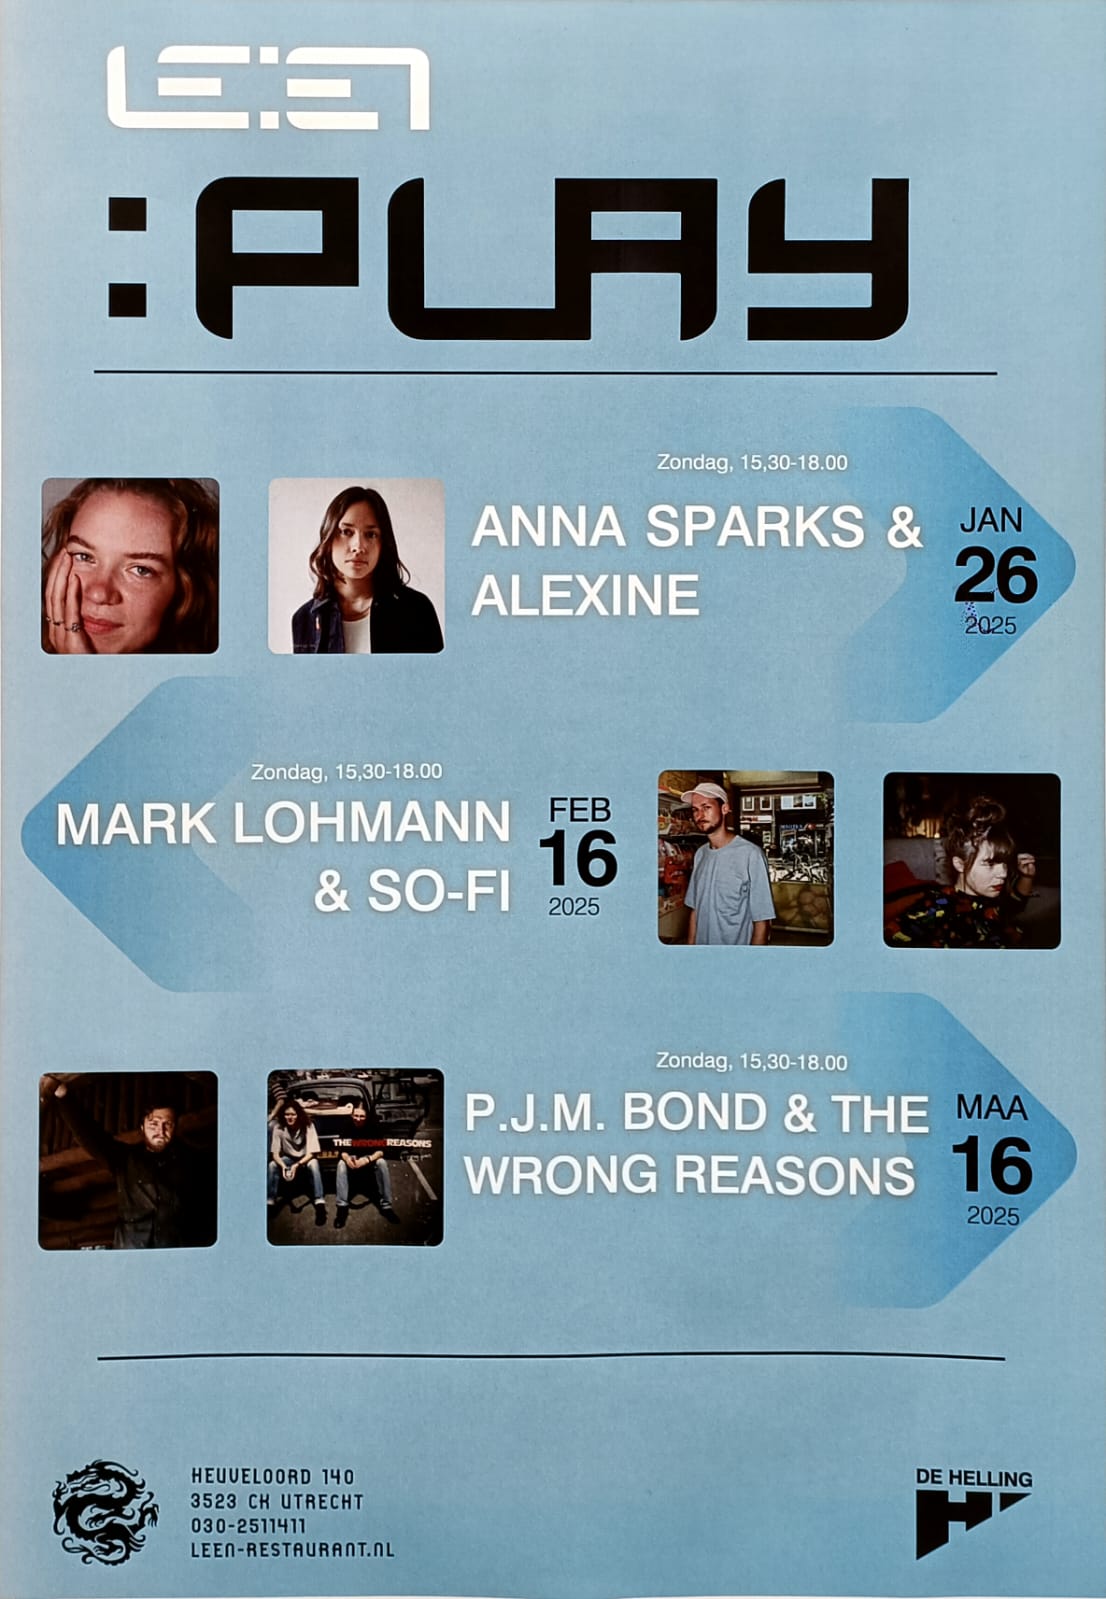 LE:EN
:PLAY
Zondag, 15,30-18.00
ANNA SPARKS &
ALEXINE
JAN
26
2025
Zondag, 15,30-18.00
MARK LOHMANN
& SO-FI
FEB
16
2025
THE WRONG REASONS
Zondag, 15,30-18.00
P.J.M. BOND & THE
WRONG REASONS
MAA
16
2025
HEUVELOORD 140
3523 CK UTRECHT
030-2511411
LEEN-RESTAURANT.NL
DE HELLING
H